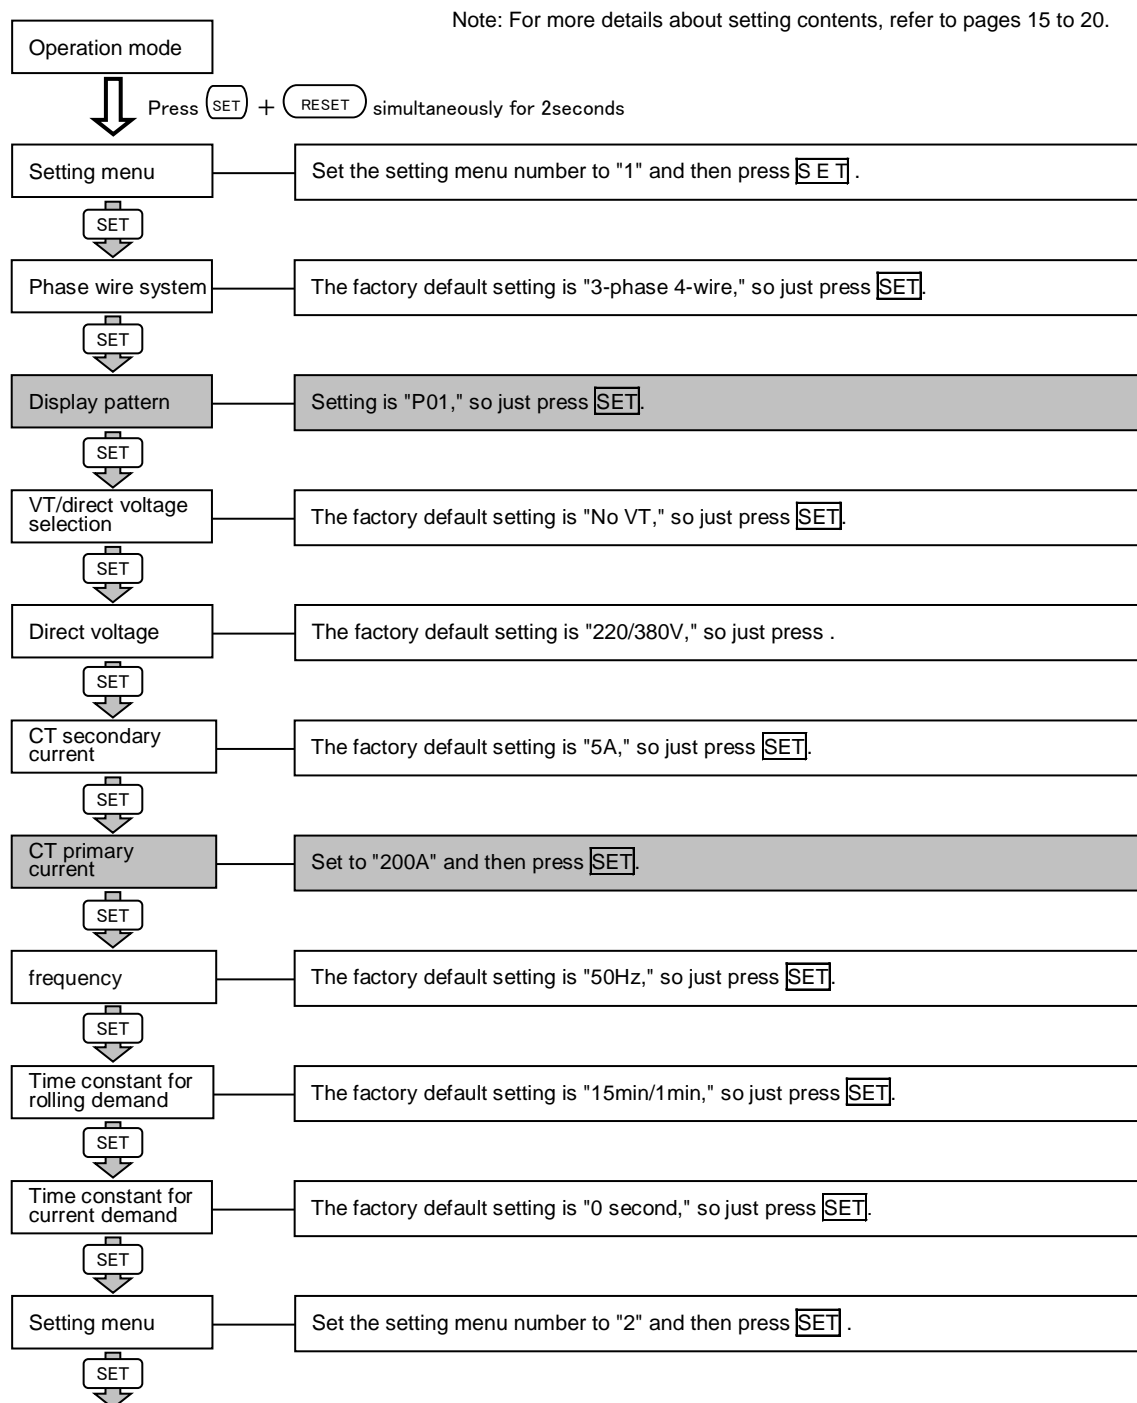 Note: For more details about setting contents, refer to pages 15 to 20.
Operation mode
Press SET + RESET simultaneously for 2seconds
Setting menu
Set the setting menu number to "1" and then press S E T .
SET
Phase wire system
The factory default setting is "3-phase 4-wire," so just press SET.
SET
Display pattern
Setting is "P01," so just press SET.
SET
VT/direct voltage
selection
The factory default setting is "No VT," so just press SET.
SET
Direct voltage
The factory default setting is "220/380V," so just press .
SET
CT secondary
current
The factory default setting is "5A," so just press SET.
SET
CT primary
current
Set to "200A" and then press SET.
SET
frequency
The factory default setting is "50Hz," so just press SET.
SET
Time constant for
rolling demand
The factory default setting is "15min/1min," so just press SET.
SET
Time constant for
current demand
The factory default setting is "0 second," so just press SET.
SET
Setting menu
Set the setting menu number to "2" and then press SET .
SET